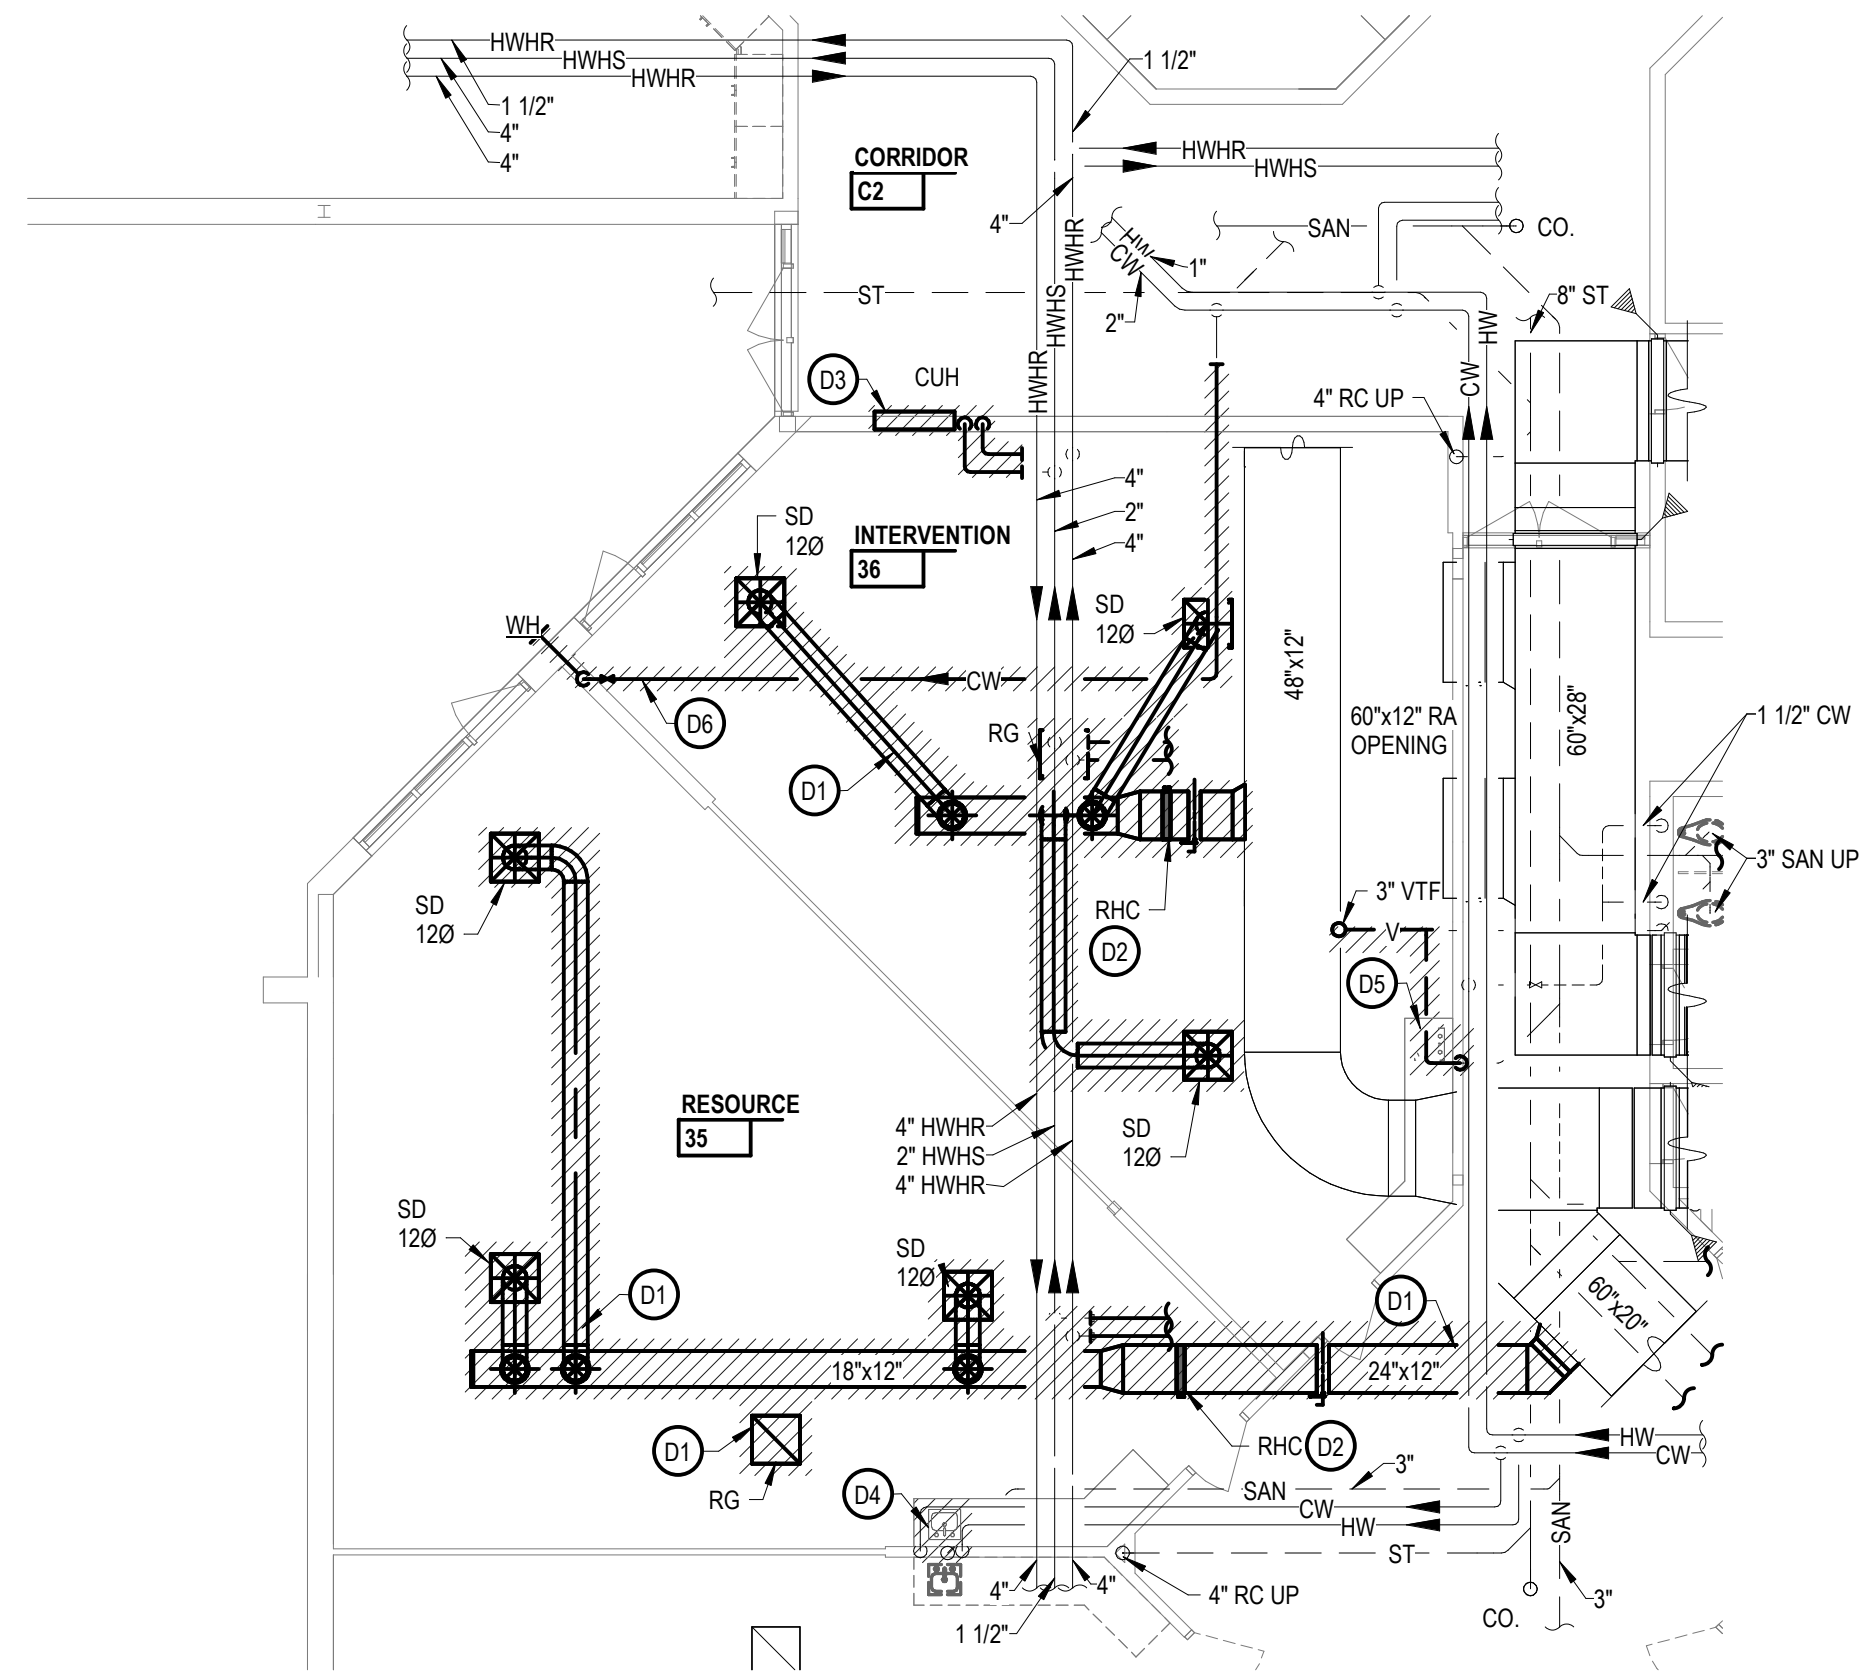 HWHR
HWHS
HWHR
1 1/2"
4"
4"
1 1/2"
HWHR
HWHS
CORRIDOR
C2
4"
HWHR
HWHS
HWHR
SAN
CO.
HW
CW
1"
2"
ST
8" ST
HW
CW
D3
CUH
4" RC UP
4"
2"
4"
SD
12Ø
INTERVENTION
36
SD
12Ø
WH
CW
D6
RG
48"x12"
60"x12" RA
OPENING
60"x28"
1 1/2" CW
D1
3" SAN UP
SD
12Ø
RHC
D2
3" VTF
V
D5
RESOURCE
35
4" HWHR
2" HWHS
4" HWHR
SD
12Ø
SD
12Ø
SD
12Ø
D1
D1
60"x20"
18"x12"
24"x12"
D1
RG
RHC
D2
HW
CW
3"
SAN
D4
CW
HW
SAN
ST
4"
4"
1 1/2"
4" RC UP
3"
CO.